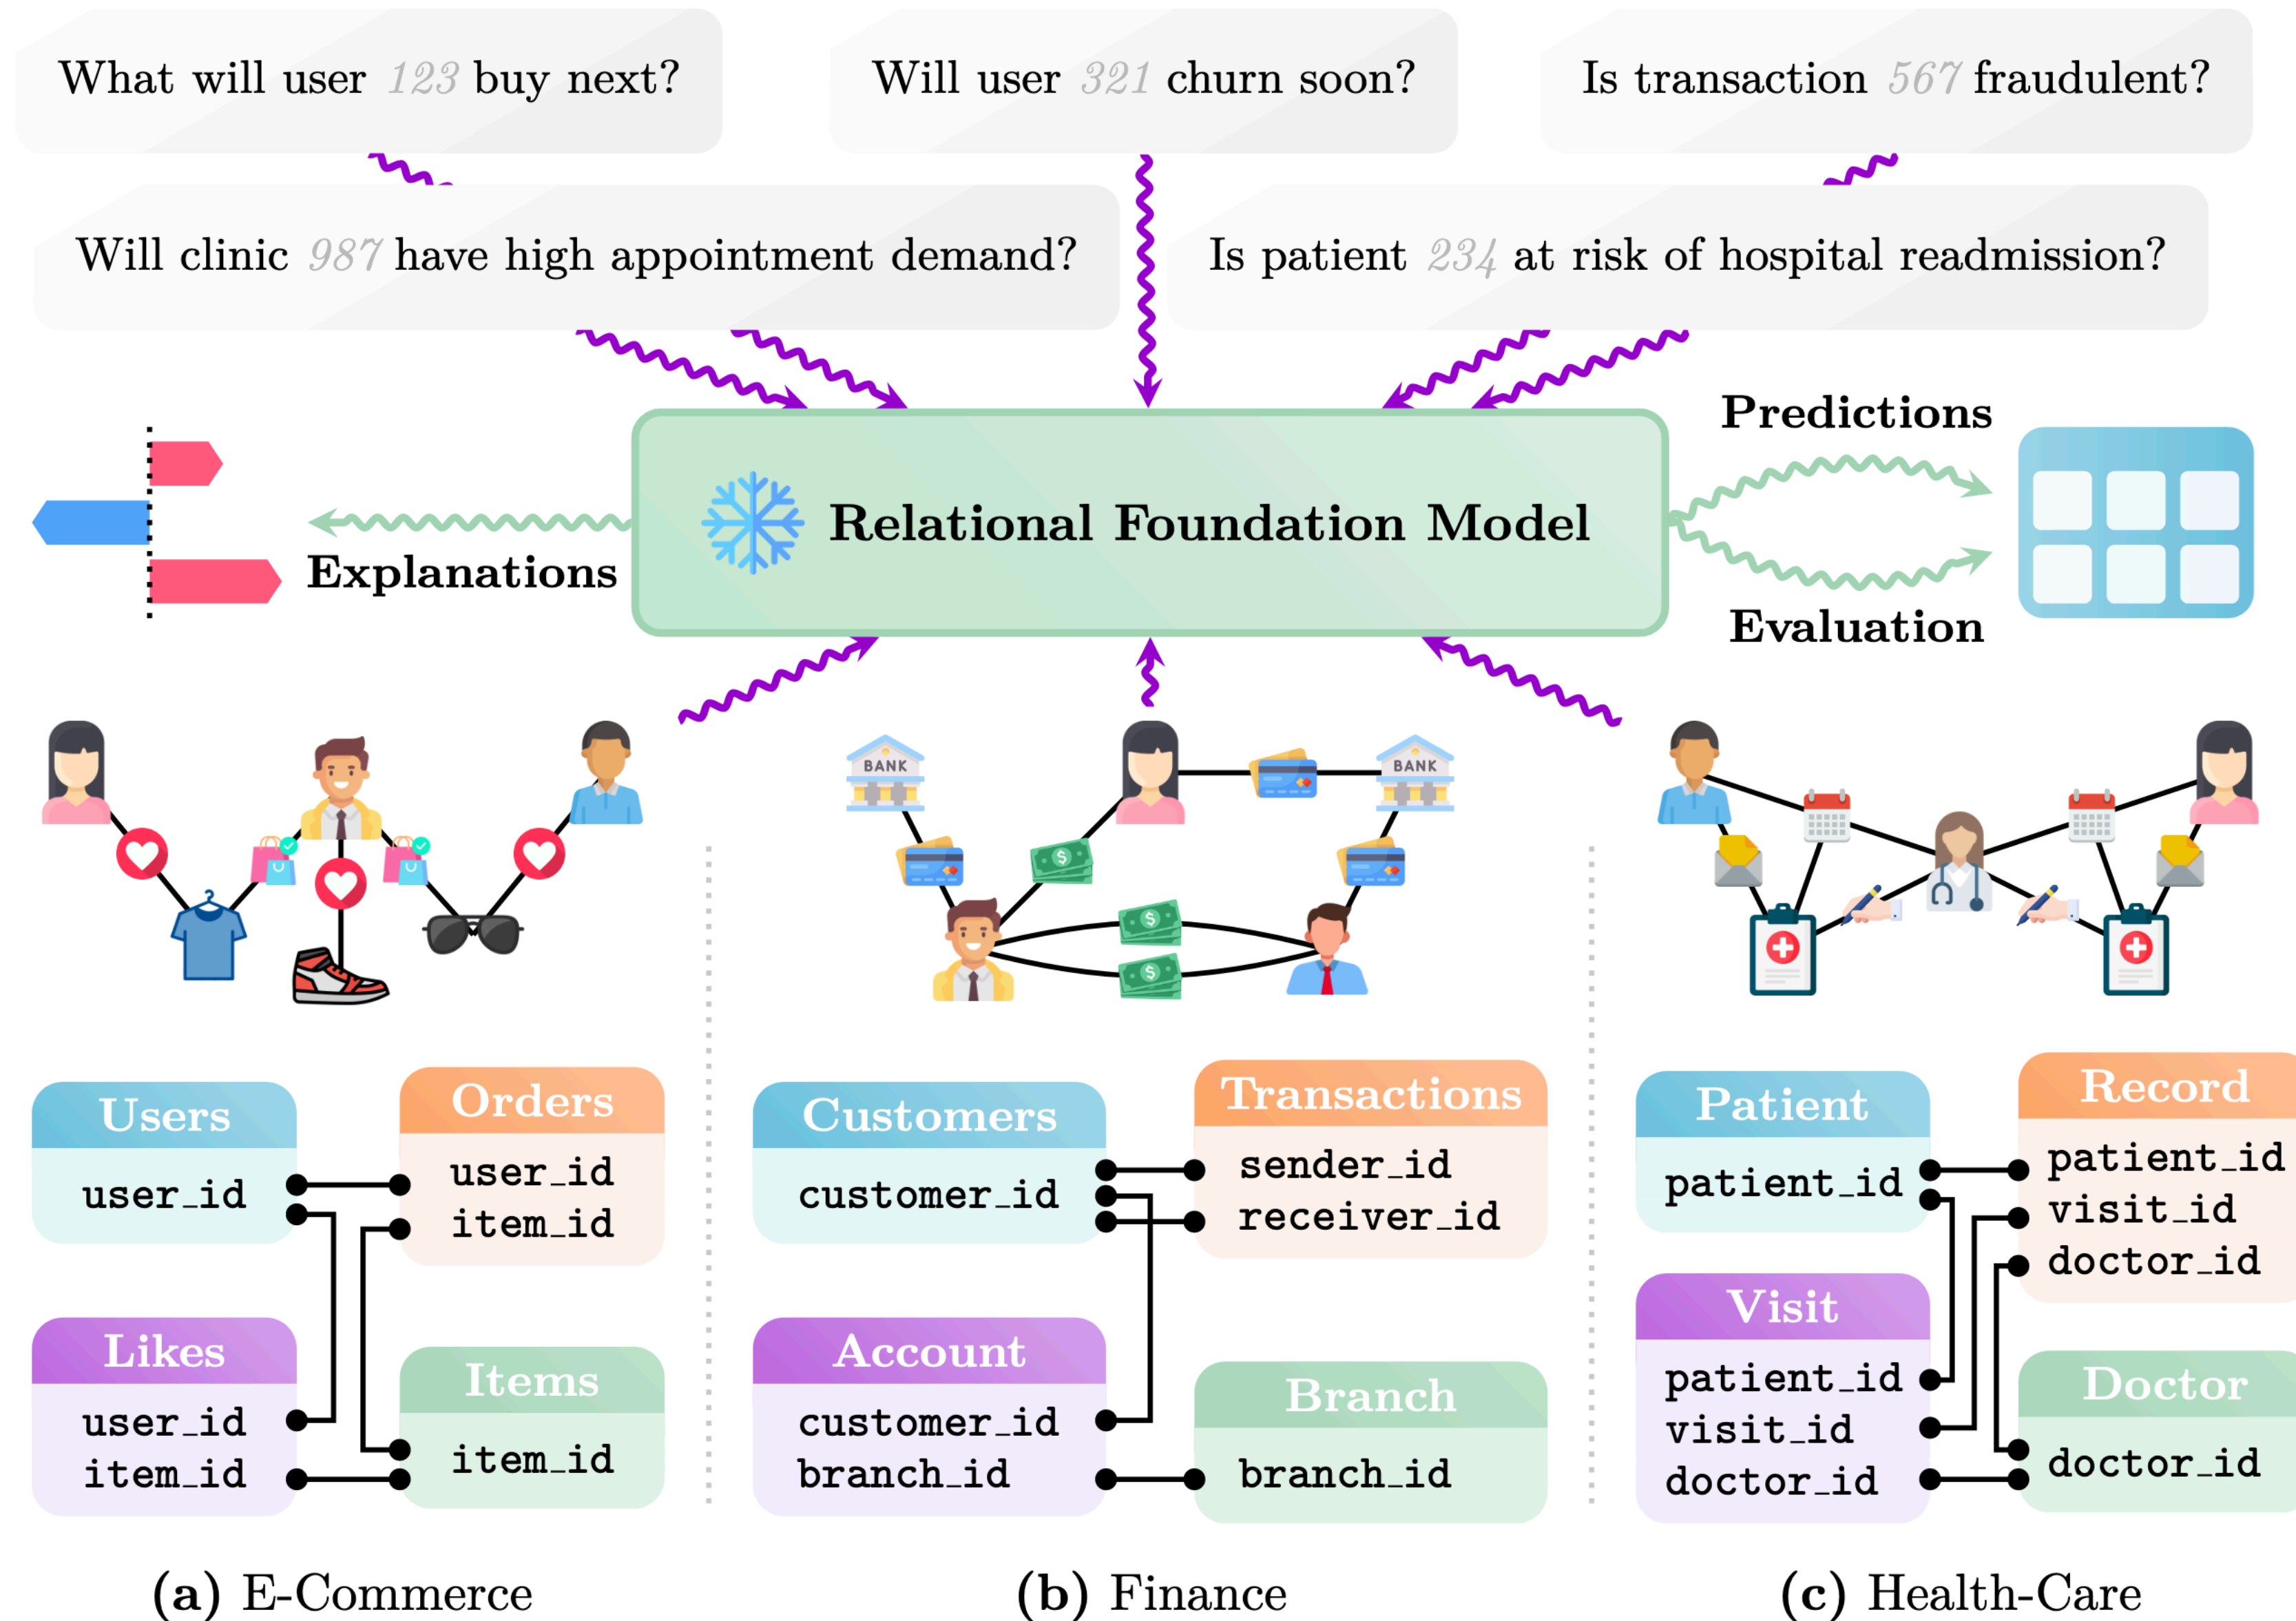 What will user 123 buy next?
Will user 321 churn soon?
Is transaction 567 fraudulent?
Will clinic 987 have high appointment demand?
Is patient 234 at risk of hospital readmission?
Relational Foundation Model
Explanations
Predictions
Evaluation
BANK
BANK
Users
user_id
Orders
user_id
item_id
Likes
user_id
item_id
Items
item_id
Customers
customer_id
Transactions
sender_id
receiver_id
Account
customer_id
branch_id
Branch
branch_id
Patient
patient_id
Record
patient_id
visit_id
doctor_id
Visit
patient_id
visit_id
doctor_id
Doctor
doctor_id
(a) E-Commerce
(b) Finance
(c) Health-Care